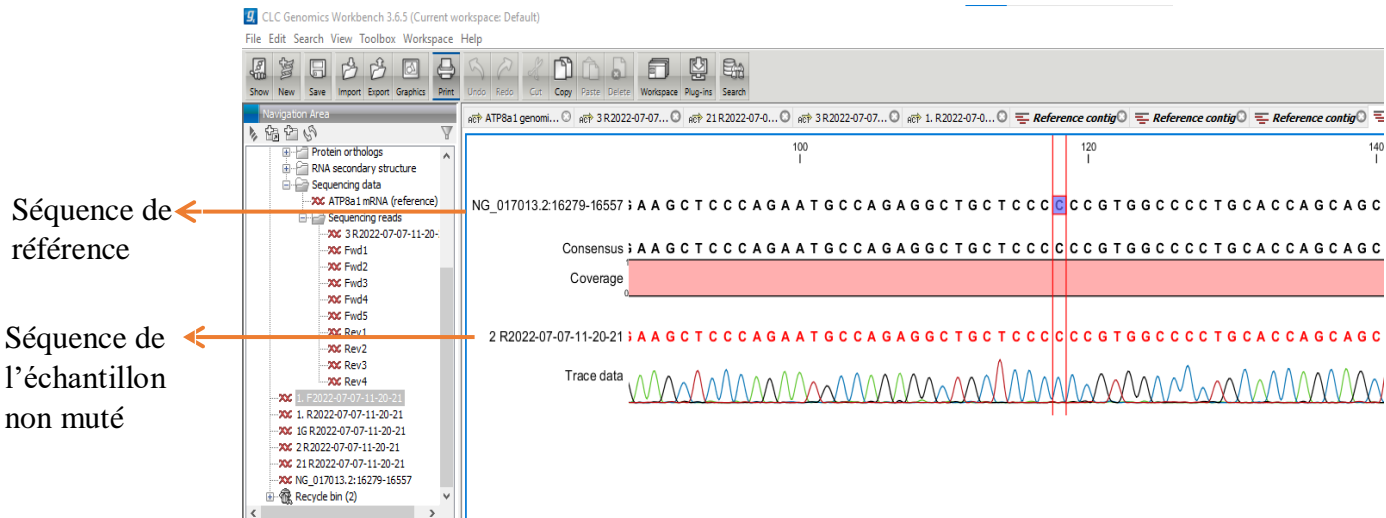 CLC Genomics Workbench 3.6.5 (Current workspace: Default)
File Edit Search View Toolbox Workspace Help
Show New Save Import Export Graphics Print Undo Redo Cut Copy Paste Delete Workspace Plug-ins Search
Navigation Area
ATP8a1 genomi... 3 R2022-07-07... 21 R2022-07-0... 3 R2022-07-07... 1. R2022-07-0... Reference contig Reference contig Reference contig
Protein orthologs
RNA secondary structure
Sequencing data
ATP8a1 mRNA (reference)
Sequencing reads
3 R2022-07-07-11-20-
Fwd1
Fwd2
Fwd3
Fwd4
Fwd5
Rev1
Rev2
Rev3
Rev4
1. F2022-07-07-11-20-21
1. R2022-07-07-11-20-21
1G R2022-07-07-11-20-21
2 R2022-07-07-11-20-21
21 R2022-07-07-11-20-21
NG_017013.2:16279-16557
Recycle bin (2)
Séquence de
référence
Séquence de
l'échantillon
non muté
100 120 140
NG_017013.2:16279-16557 AAGCTCCCAGAATGCCAGAGGCTGCTCCCCCCGTGGCCCCTGCACCAGCAGC
Consensus AAGCTCCCAGAATGCCAGAGGCTGCTCCCCCCGTGGCCCCTGCACCAGCAGC
1
Coverage
0
2 R2022-07-07-11-20-21 AAGCTCCCAGAATGCCAGAGGCTGCTCCCCCCGTGGCCCCTGCACCAGCAGC
Trace data